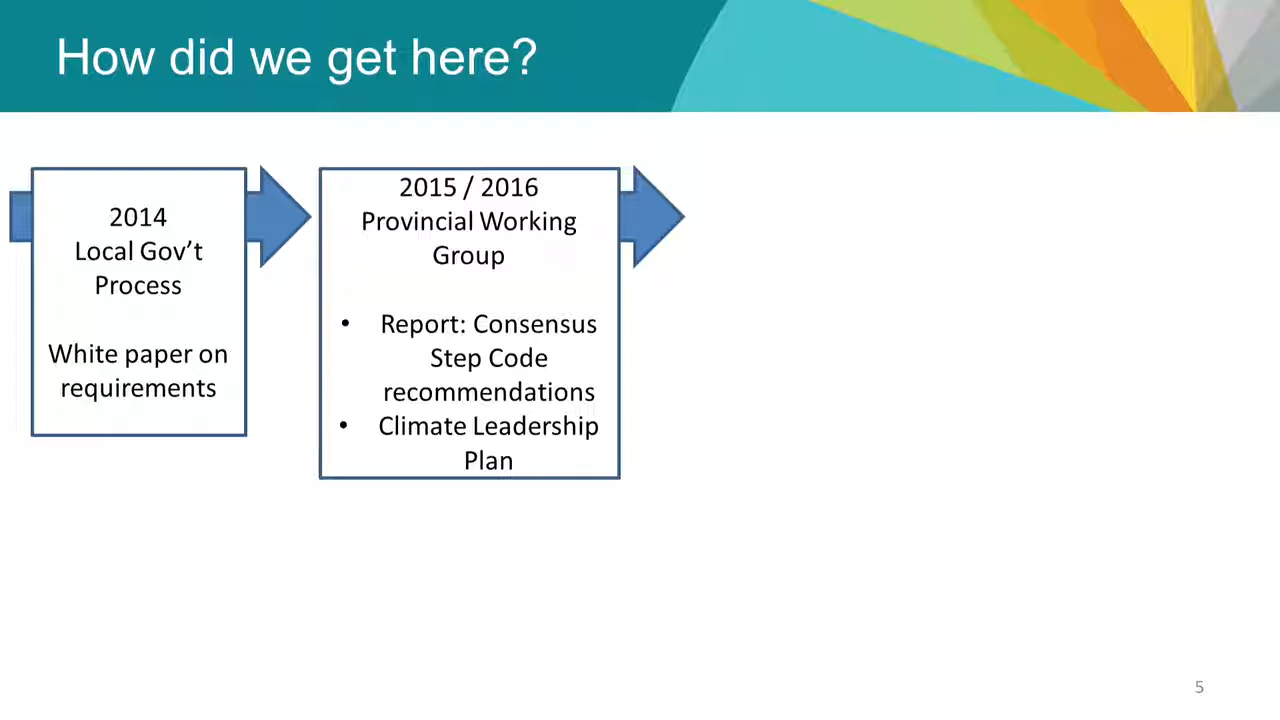 How did we get here?
2014
Local Gov’t
Process
White paper on
requirements
2015 / 2016
Provincial Working
Group
• Report: Consensus
Step Code
recommendations
• Climate Leadership
Plan
5